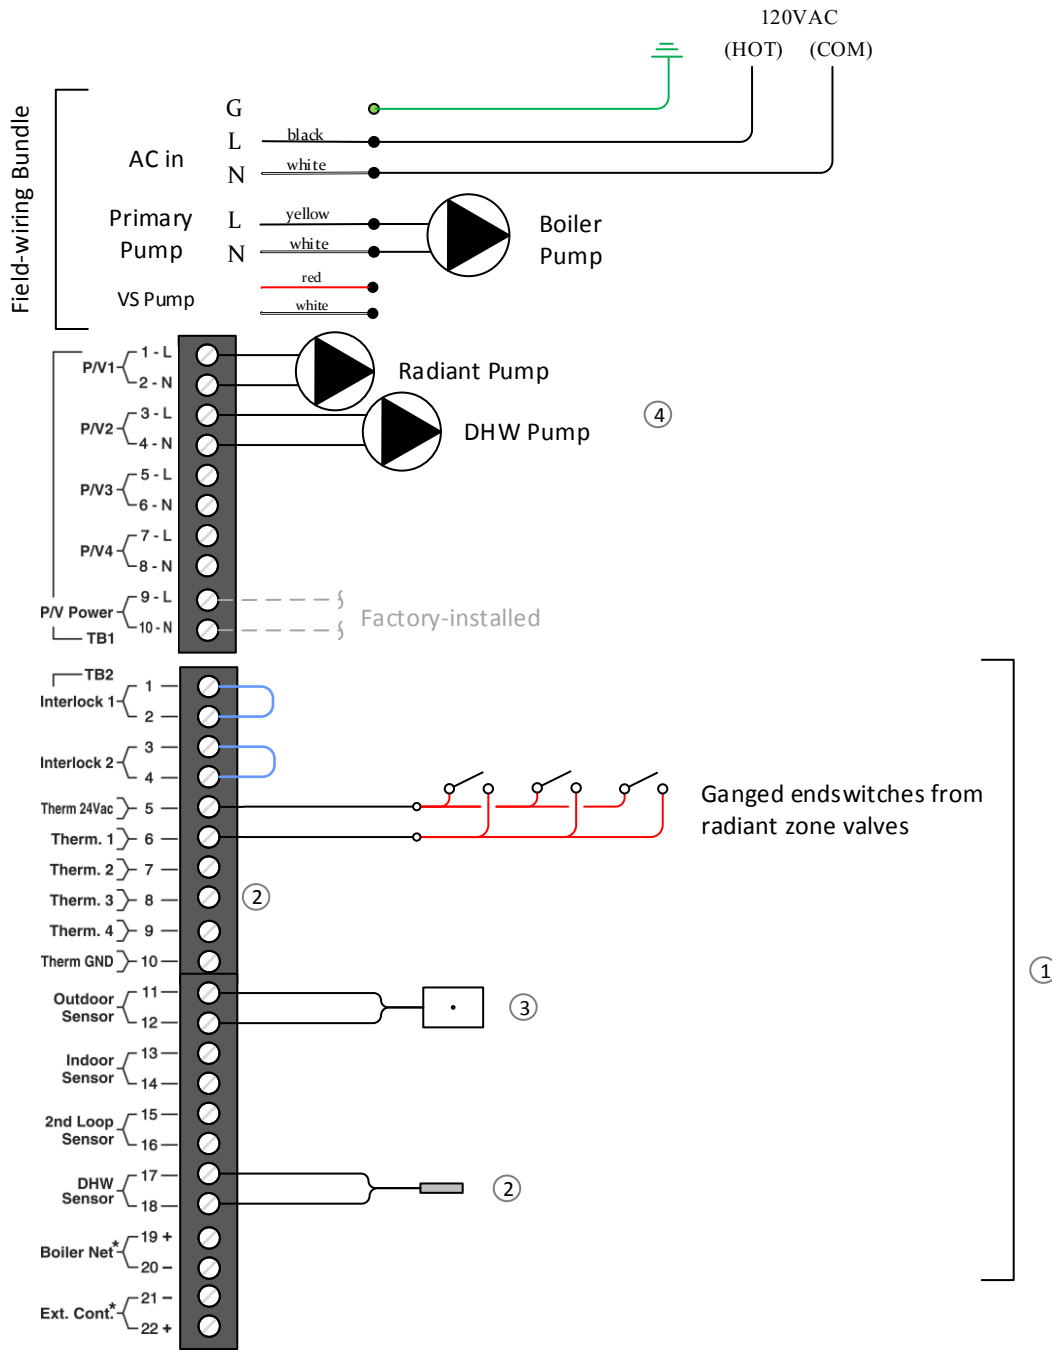 120VAC
(HOT) (COM)
Field-wiring Bundle
G
AC in
L black
N white
Primary Pump
L yellow
N white
Boiler
Pump
VS Pump
red
white
P/V1
1 - L
2 - N
Radiant Pump
P/V2
3 - L
4 - N
DHW Pump
4
P/V3
5 - L
6 - N
P/V4
7 - L
8 - N
P/V Power
9 - L
10 - N
Factory-installed
TB1
TB2
Interlock 1
1
2
Interlock 2
3
4
Therm 24Vac 5
Therm. 1 6
Ganged endswitches from
radiant zone valves
Therm. 2 7
Therm. 3 8
2
Therm. 4 9
Therm GND 10
1
Outdoor
Sensor
11
12
3
Indoor
Sensor
13
14
2nd Loop
Sensor
15
16
DHW
Sensor
17
18
2
Boiler Net*
19 +
20 –
Ext. Cont.*
21 –
22 +